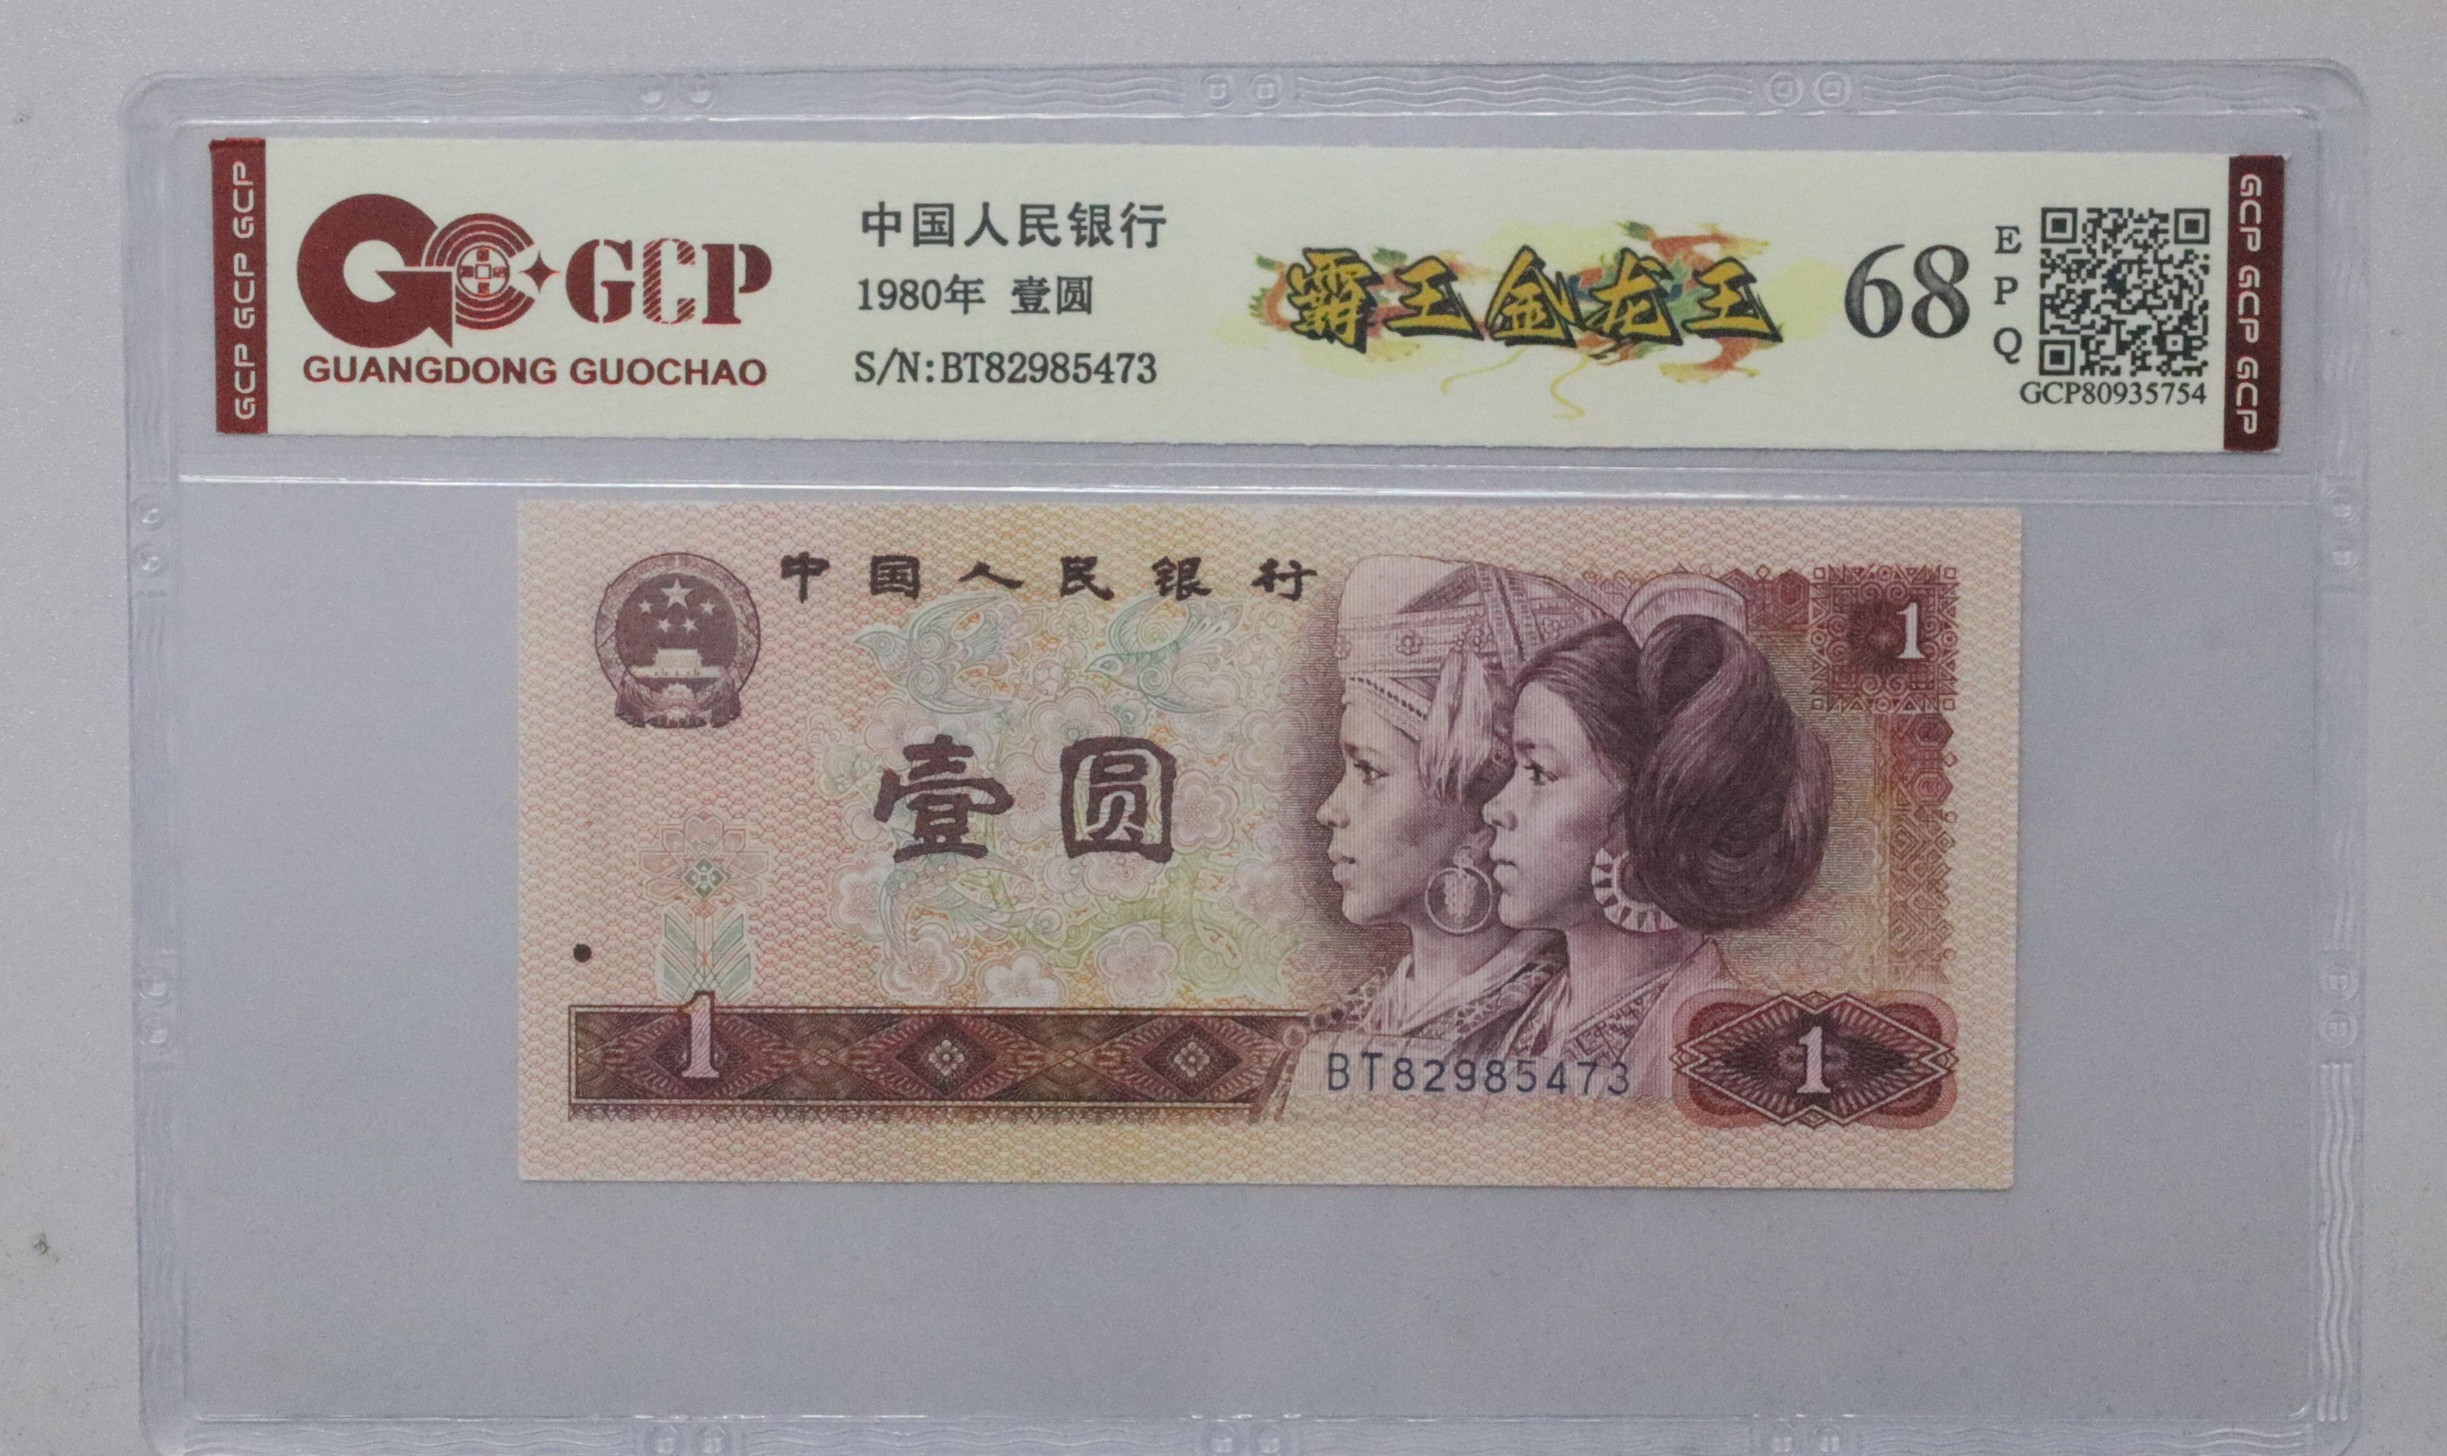 GCP GCP GCP
GCP
GUANGDONG GUOCHAO
中国人民银行
1980年 壹圆
S/N:BT82985473
霸王金龙王
68
E
P
Q
GCP80935754
GCP GCP GCP
中国人民银行
1
壹圆
1
BT82985473
1